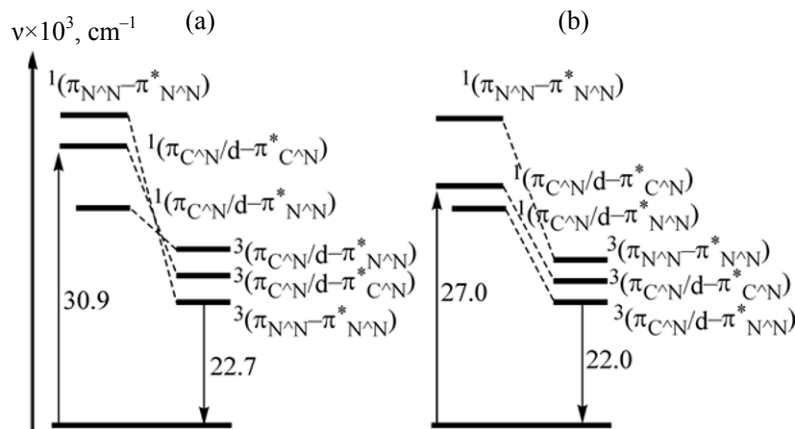 ν×10³, cm⁻¹
(a)
(b)
¹(π_N^N–π*_N^N)
¹(π_C^N/d–π*_C^N)
¹(π_C^N/d–π*_N^N)
³(π_C^N/d–π*_N^N)
³(π_C^N/d–π*_C^N)
³(π_N^N–π*_N^N)
30.9
22.7
¹(π_N^N–π*_N^N)
¹(π_C^N/d–π*_C^N)
¹(π_C^N/d–π*_N^N)
³(π_N^N–π*_N^N)
³(π_C^N/d–π*_C^N)
³(π_C^N/d–π*_N^N)
27.0
22.0